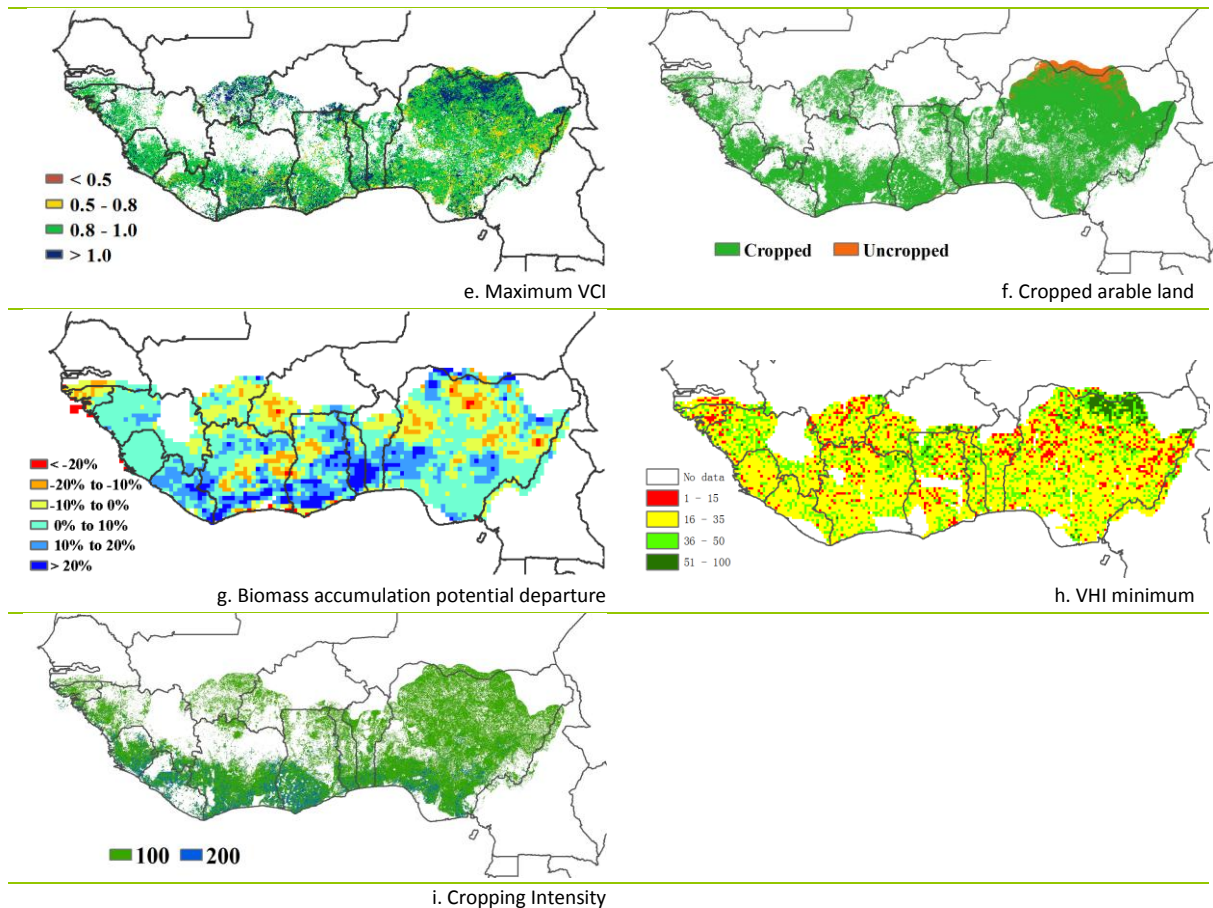 < 0.5
0.5 - 0.8
0.8 - 1.0
> 1.0
e. Maximum VCI
Cropped Uncropped
f. Cropped arable land
< -20%
-20% to -10%
-10% to 0%
0% to 10%
10% to 20%
> 20%
g. Biomass accumulation potential departure
No data
1 - 15
16 - 35
36 - 50
51 - 100
h. VHI minimum
100 200
i. Cropping Intensity